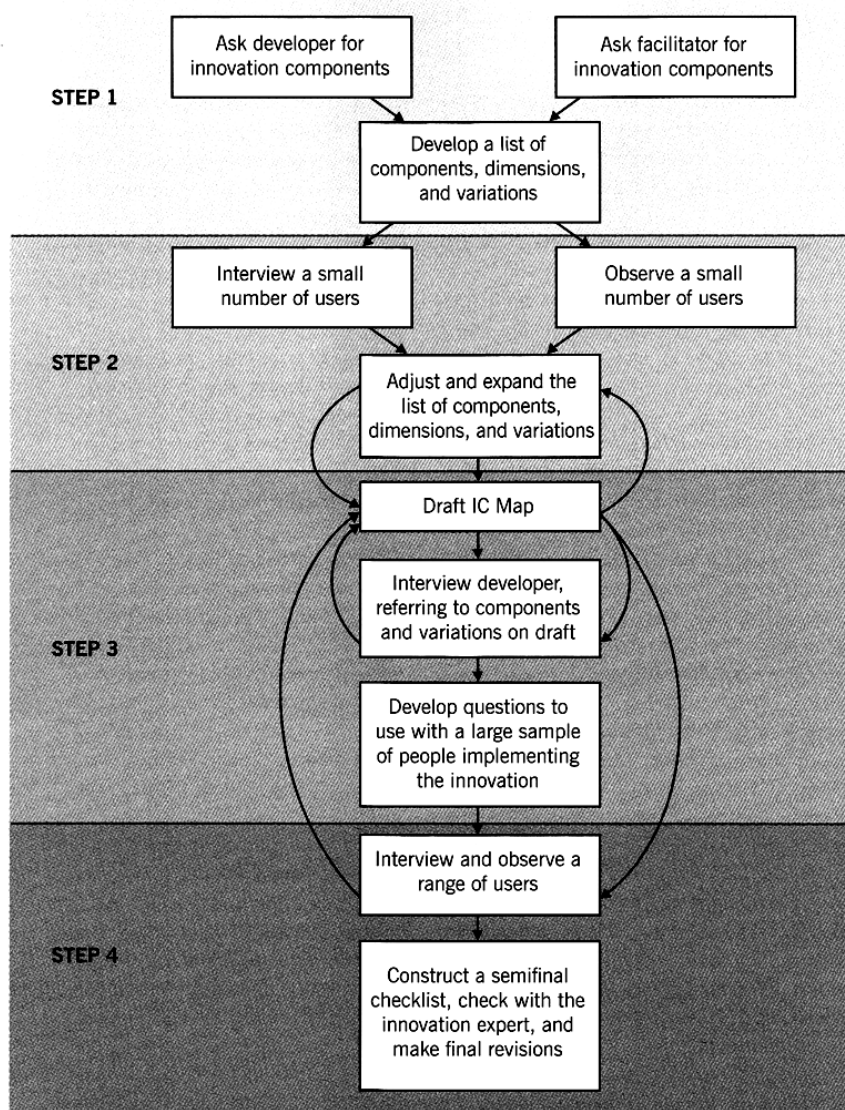 Ask developer for
innovation components
Ask facilitator for
innovation components
STEP 1
Develop a list of
components, dimensions,
and variations
Interview a small
number of users
Observe a small
number of users
STEP 2
Adjust and expand the
list of components,
dimensions, and variations
Draft IC Map
Interview developer,
referring to components
and variations on draft
STEP 3
Develop questions to
use with a large sample
of people implementing
the innovation
Interview and observe a
range of users
STEP 4
Construct a semifinal
checklist, check with the
innovation expert, and
make final revisions